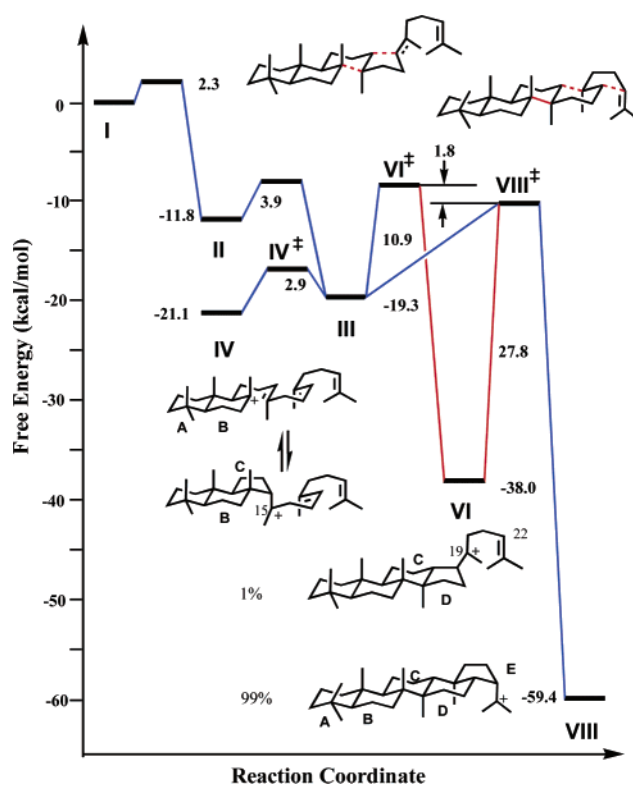 2.3
0
I
1.8
VI‡
VIII‡
-10
-11.8
3.9
II
IV‡
10.9
2.9
-20
-21.1
-19.3
IV
III
27.8
Free Energy (kcal/mol)
-30
+
A
B
-40
C
-38.0
VI
15
+
B
22
19
+
C
-50
1%
D
E
-60
99%
C
+
-59.4
A
B
D
VIII
Reaction Coordinate